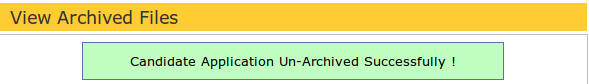 View Archived Files
Candidate Application Un-Archived Successfully !